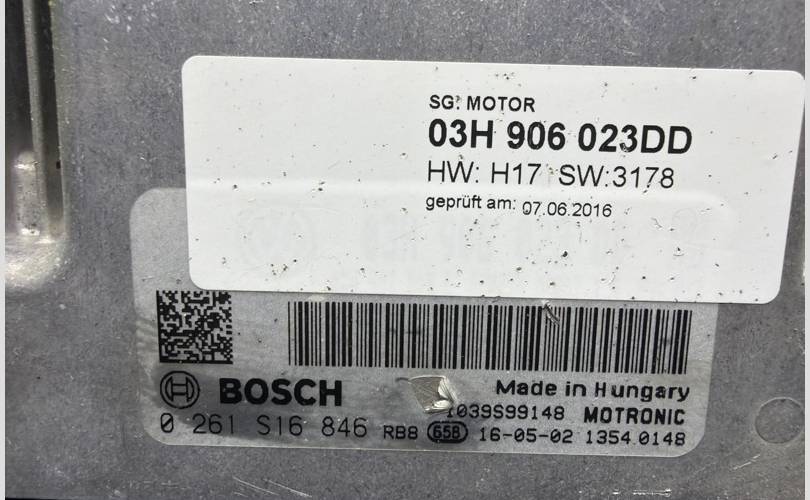 SG: MOTOR
03H 906 023DD
HW: H17 SW:3178
geprüft am: 07.06.2016
BOSCH
Made in Hungary
1039S99148 MOTRONIC
0 261 S16 846 RB8 658 16-05-02 1354.0148